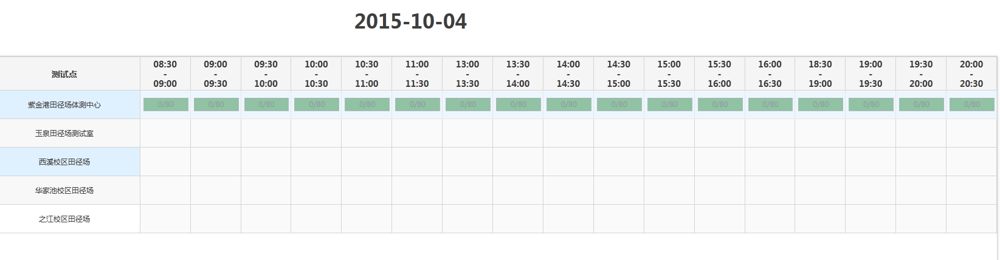 2015-10-04
测试点 08:30 - 09:00 09:00 - 09:30 09:30 - 10:00 10:00 - 10:30 10:30 - 11:00 11:00 - 11:30 13:00 - 13:30 13:30 - 14:00 14:00 - 14:30 14:30 - 15:00 15:00 - 15:30 15:30 - 16:00 16:00 - 16:30 18:30 - 19:00 19:00 - 19:30 19:30 - 20:00 20:00 - 20:30
紫金港田径场体测中心 0/80 0/80 0/80 0/80 0/80 0/80 0/80 0/80 0/80 0/80 0/80 0/80 0/80 0/80 0/80 0/80 0/80
玉泉田径场测试室
西溪校区田径场
华家池校区田径场
之江校区田径场